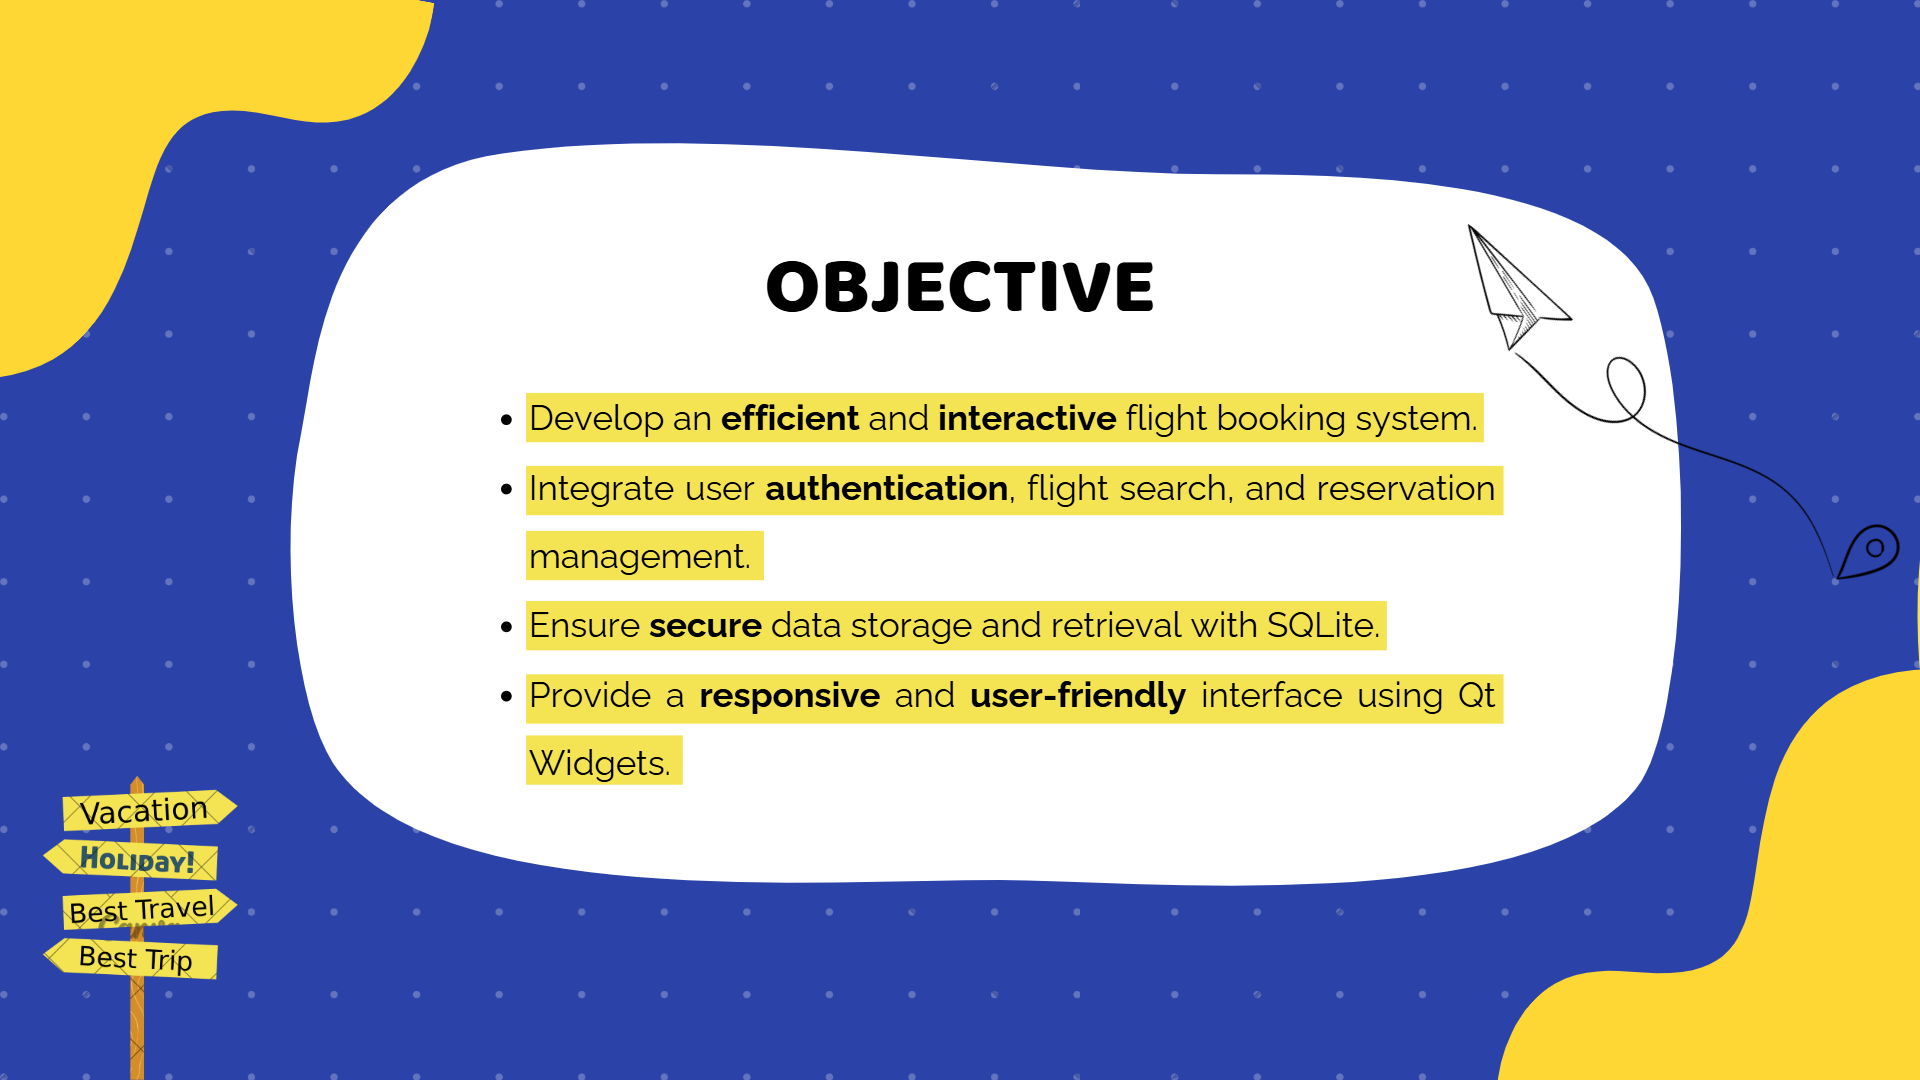 OBJECTIVE
• Develop an efficient and interactive flight booking system.
• Integrate user authentication, flight search, and reservation
management.
• Ensure secure data storage and retrieval with SQLite.
• Provide a responsive and user-friendly interface using Qt
Widgets.
Vacation
HOLIDAY!
Best Travel
Best Trip